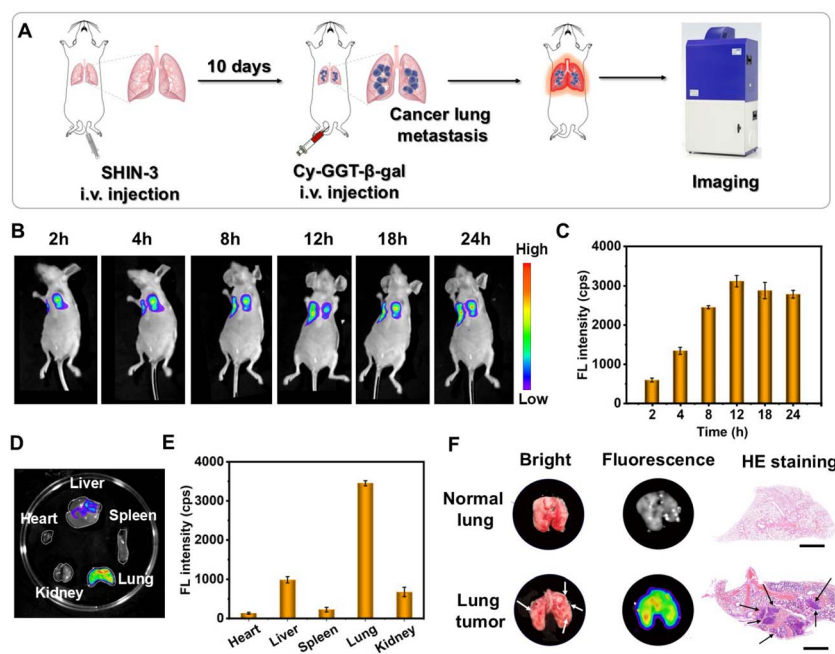 A
10 days
Cancer lung
metastasis
SHIN-3
i.v. injection
Cy-GGT-β-gal
i.v. injection
Imaging
B
2h 4h 8h 12h 18h 24h
High
Low
C
FL intensity (cps)
4000
3000
2000
1000
0
2 4 8 12 18 24
Time (h)
D
Liver
Heart
Spleen
Kidney
Lung
E
FL intensity (cps)
4000
3000
2000
1000
0
Heart Liver Spleen Lung Kidney
F
Bright Fluorescence HE staining
Normal
lung
Lung
tumor